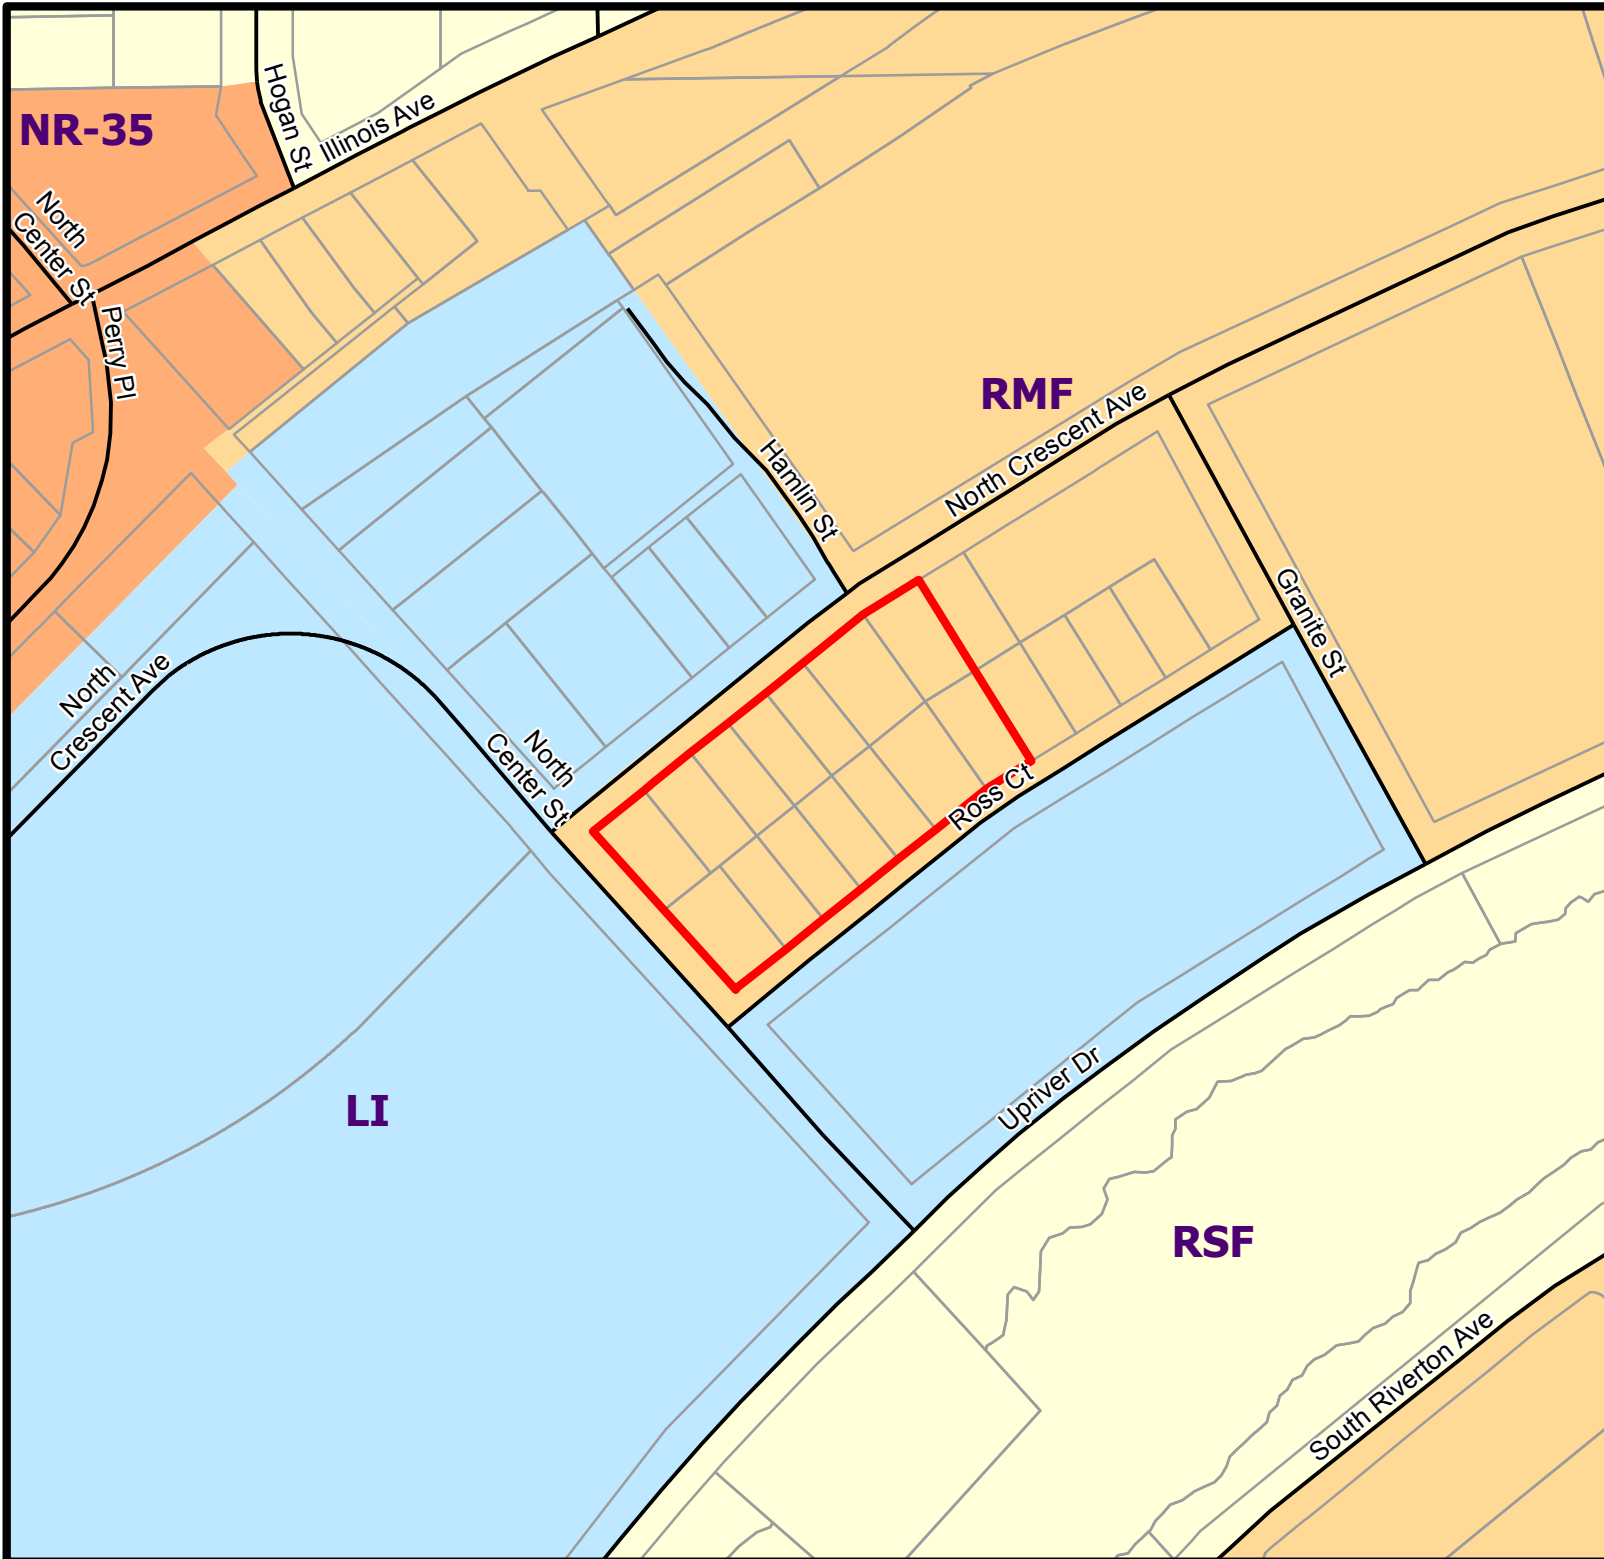 Hogan St
Illinois Ave
NR-35
North
Center St
Perry Pl
RMF
North Crescent Ave
Hamlin St
Granite St
North
Crescent Ave
North
Center St
Ross Ct
Upriver Dr
LI
RSF
South Riverton Ave